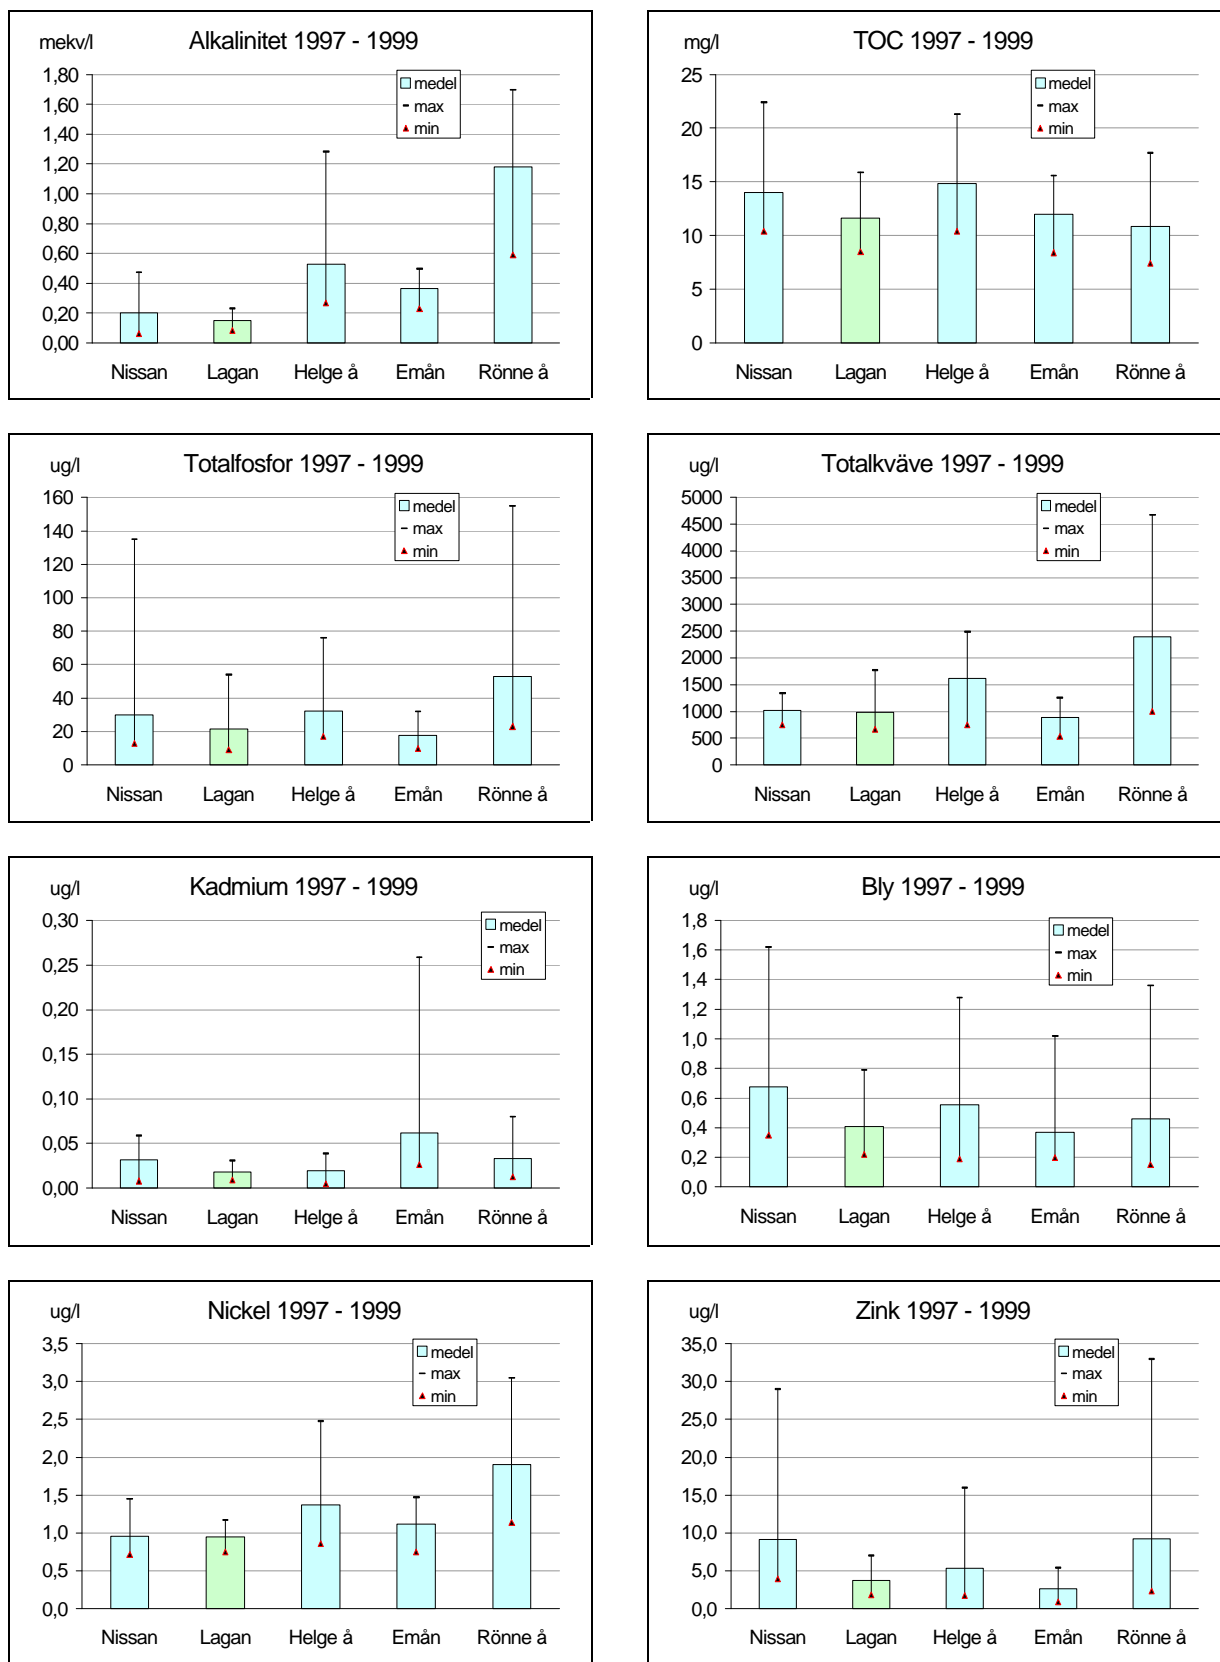 mekv/l
Alkalinitet 1997 - 1999
1,80
1,60
1,40
1,20
1,00
0,80
0,60
0,40
0,20
0,00
medel
max
min
Nissan Lagan Helge å Emån Rönne å
mg/l
TOC 1997 - 1999
25
20
15
10
5
0
medel
max
min
Nissan Lagan Helge å Emån Rönne å
ug/l
Totalfosfor 1997 - 1999
160
140
120
100
80
60
40
20
0
medel
max
min
Nissan Lagan Helge å Emån Rönne å
ug/l
Totalkväve 1997 - 1999
5000
4500
4000
3500
3000
2500
2000
1500
1000
500
0
medel
max
min
Nissan Lagan Helge å Emån Rönne å
ug/l
Kadmium 1997 - 1999
0,30
0,25
0,20
0,15
0,10
0,05
0,00
medel
max
min
Nissan Lagan Helge å Emån Rönne å
ug/l
Bly 1997 - 1999
1,8
1,6
1,4
1,2
1,0
0,8
0,6
0,4
0,2
0,0
medel
max
min
Nissan Lagan Helge å Emån Rönne å
ug/l
Nickel 1997 - 1999
3,5
3,0
2,5
2,0
1,5
1,0
0,5
0,0
medel
max
min
Nissan Lagan Helge å Emån Rönne å
ug/l
Zink 1997 - 1999
35,0
30,0
25,0
20,0
15,0
10,0
5,0
0,0
medel
max
min
Nissan Lagan Helge å Emån Rönne å